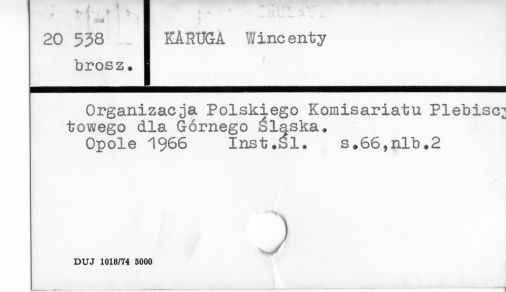 20 538
KARUGA Wincenty
brosz.
Organizacja Polskiego Komisariatu Plebiscy
towego dla Górnego Śląska.
Opole 1966 Inst.Śl. s.66,nlb.2
DUJ 1018/74 5000